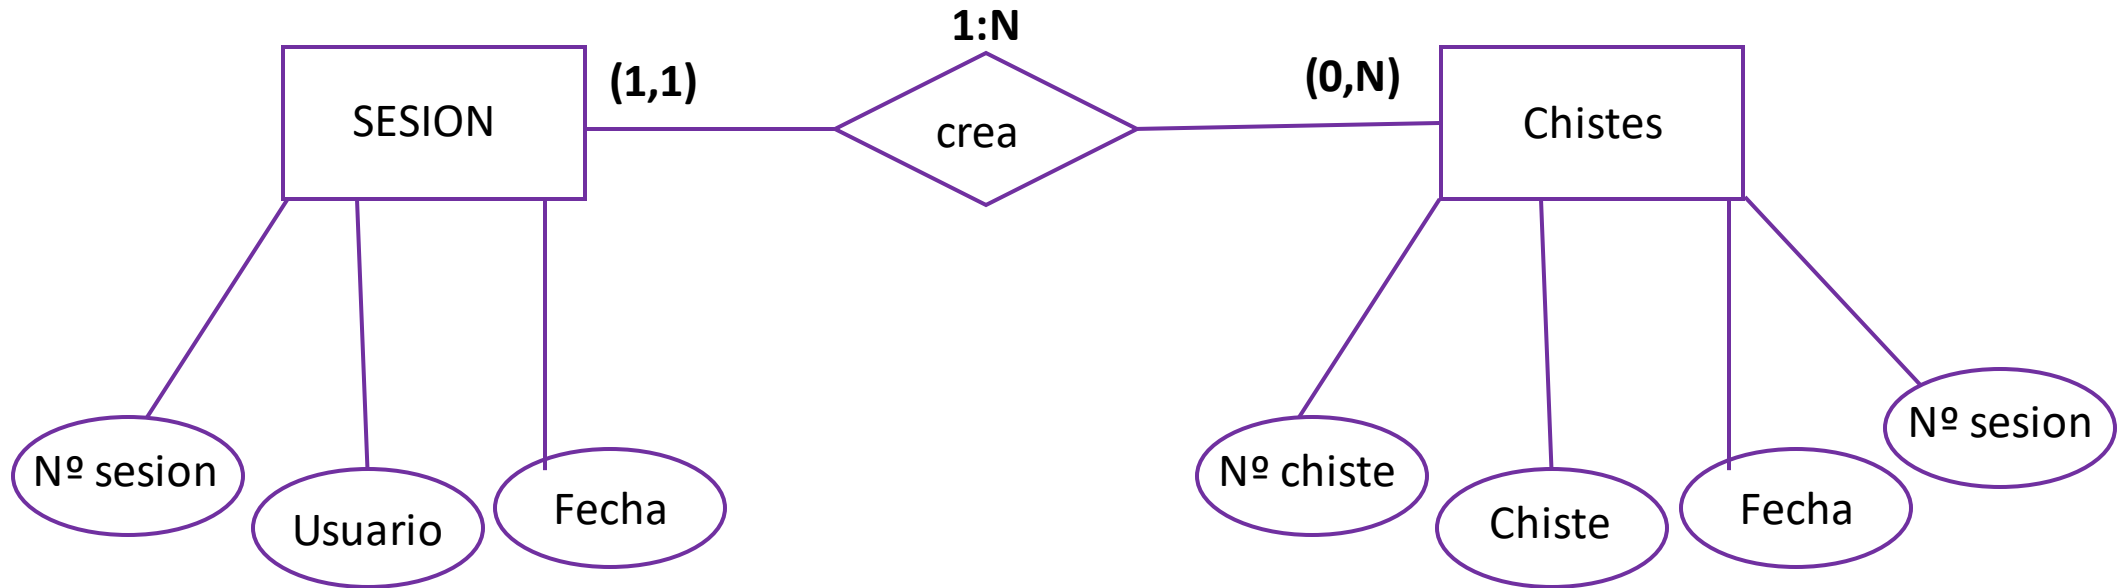 1:N
SESION
(1,1)
crea
(0,N)
Chistes
Nº sesion
Usuario
Fecha
Nº chiste
Chiste
Fecha
Nº sesion